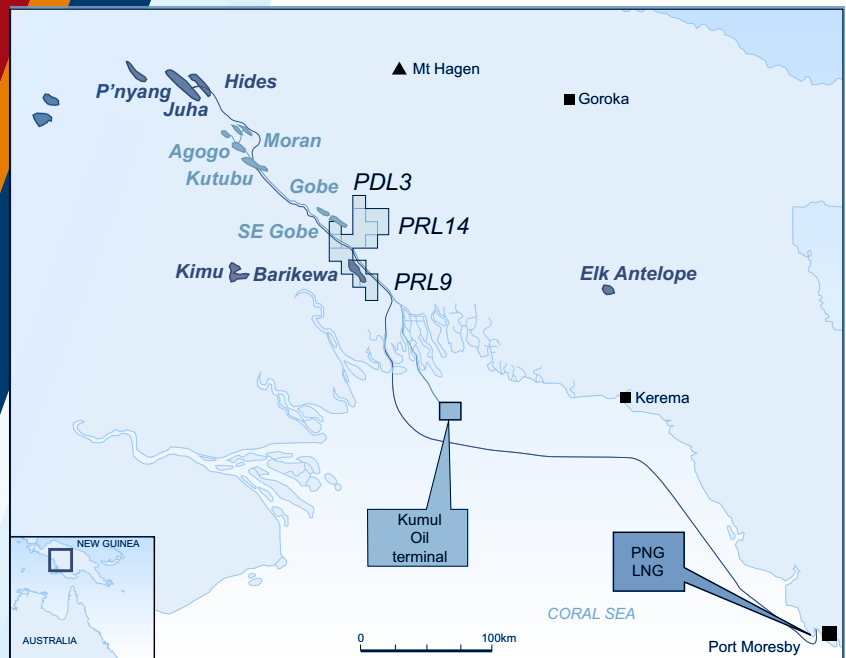 Mt Hagen
Hides
P'nyang
Juha
Goroka
Moran
Agogo
Kutubu
Gobe
PDL3
SE Gobe
PRL14
Kimu
Barikewa
PRL9
Elk Antelope
Kerema
Kumul
Oil
terminal
PNG
LNG
NEW GUINEA
CORAL SEA
AUSTRALIA
0
100km
Port Moresby